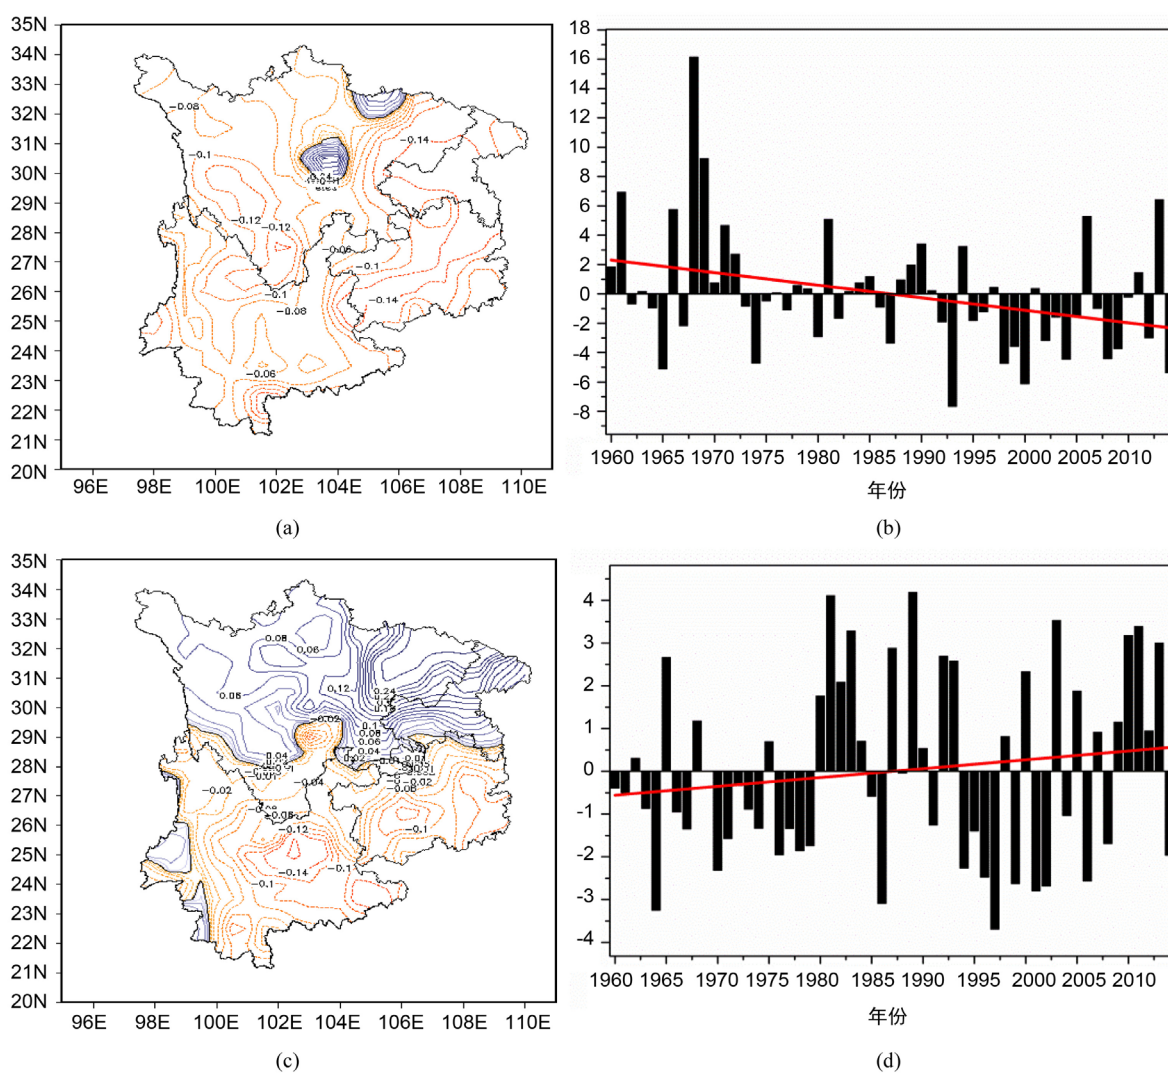 35N
34N
33N
32N
31N
30N
29N
28N
27N
26N
25N
24N
23N
22N
21N
20N
96E 98E 100E 102E 104E 106E 108E 110E
−0.08
−0.14
−0.1
−0.12
−0.12
−0.06
−0.1
−0.1
−0.14
−0.08
−0.06
(a)
18
16
14
12
10
8
6
4
2
0
-2
-4
-6
-8
1960 1965 1970 1975 1980 1985 1990 1995 2000 2005 2010
年份
(b)
35N
34N
33N
32N
31N
30N
29N
28N
27N
26N
25N
24N
23N
22N
21N
20N
96E 98E 100E 102E 104E 106E 108E 110E
0.08
0.06
0.06
0.12
0.24
−0.02
0.08
0.06
0.04
0.04
0.02
−0.02
−0.02
−0.04
−0.06
−0.12
−0.1
−0.14
−0.1
−0.1
(c)
4
3
2
1
0
-1
-2
-3
-4
1960 1965 1970 1975 1980 1985 1990 1995 2000 2005 2010
年份
(d)